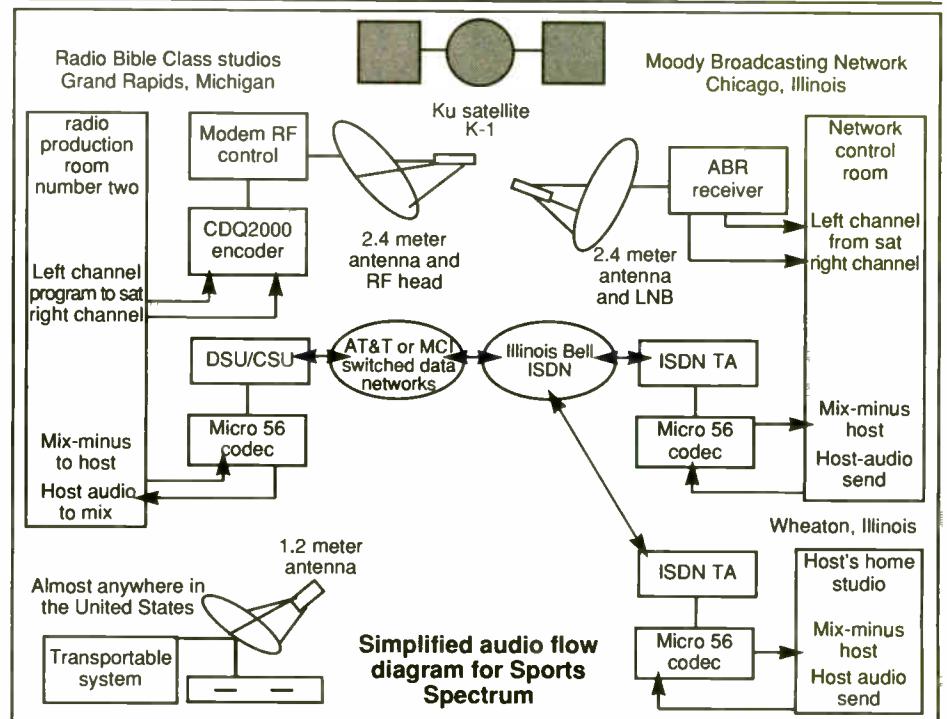 Radio Bible Class studios
Grand Rapids, Michigan
Ku satellite
K-1
Moody Broadcasting Network
Chicago, Illinois
radio
production
room
number two
Modem RF
control
CDQ2000
encoder
2.4 meter
antenna and
RF head
2.4 meter
antenna
and LNB
ABR
receiver
Network
control
room
Left channel
from sat
right channel
Left channel
program to sat
right channel
DSU/CSU
AT&T or MCI
switched data
networks
Illinois Bell
ISDN
ISDN TA
Micro 56
codec
Mix-minus
to host
Host audio
to mix
Micro 56
codec
Mix-minus
host
Host-audio
send
Wheaton, Illinois
1.2 meter
antenna
Almost anywhere in
the United States
Transportable
system
Simplified audio flow
diagram for Sports
Spectrum
ISDN TA
Micro 56
codec
Host's home
studio
Mix-minus
host
Host audio
send